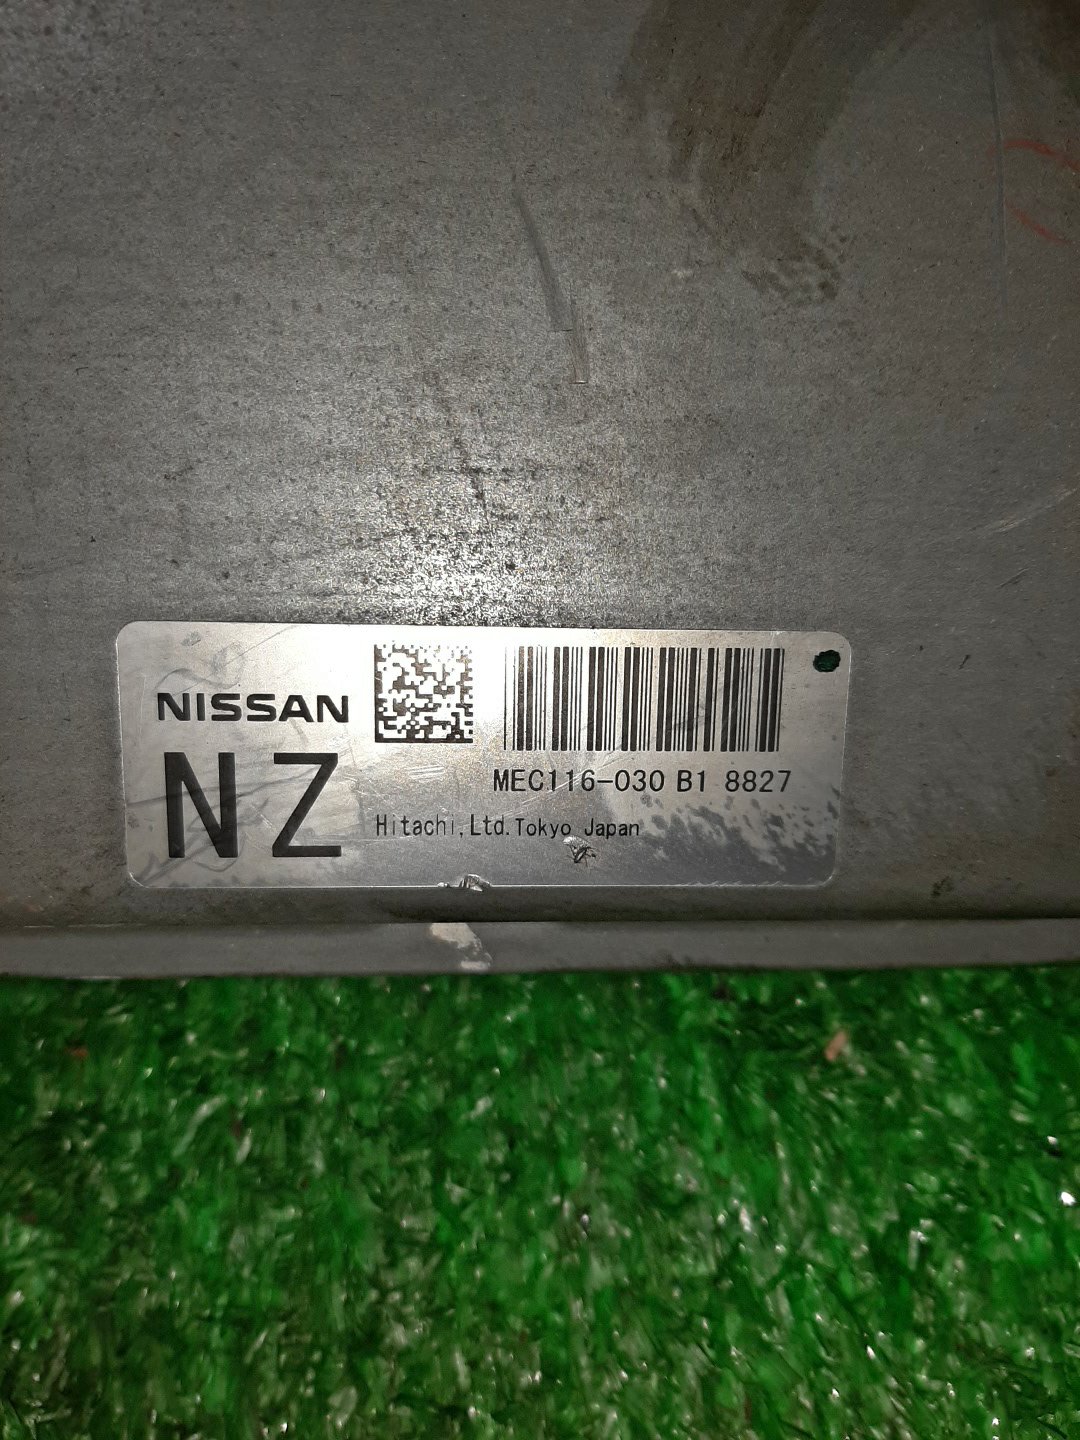 NISSAN
NZ
MEC116-030 B1 8827
Hitachi,Ltd.Tokyo Japan